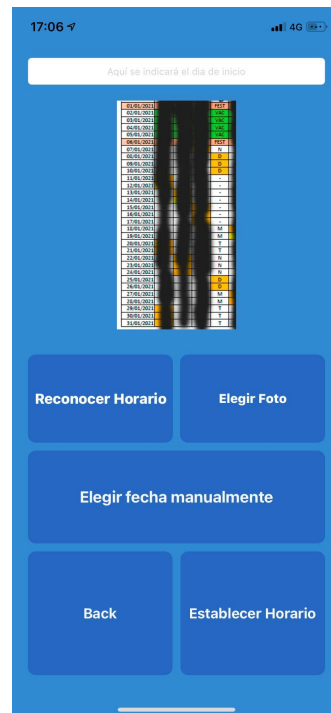 17:06 4G
Aquí se indicará el dia de inicio
01/01/2021 FEST
02/01/2021 VAC
03/01/2021 VAC
04/01/2021 VAC
05/01/2021 VAC
06/01/2021 FEST
07/01/2021 N
08/01/2021 D
09/01/2021 D
10/01/2021 D
11/01/2021 -
12/01/2021 -
13/01/2021 -
14/01/2021 -
15/01/2021 -
16/01/2021 -
17/01/2021 -
18/01/2021 M
19/01/2021 M
20/01/2021 T
21/01/2021 T
22/01/2021 N
23/01/2021 N
24/01/2021 N
25/01/2021 D
26/01/2021 D
27/01/2021 M
28/01/2021 M
29/01/2021 T
30/01/2021 T
31/01/2021 T
Reconocer Horario Elegir Foto
Elegir fecha manualmente
Back Establecer Horario